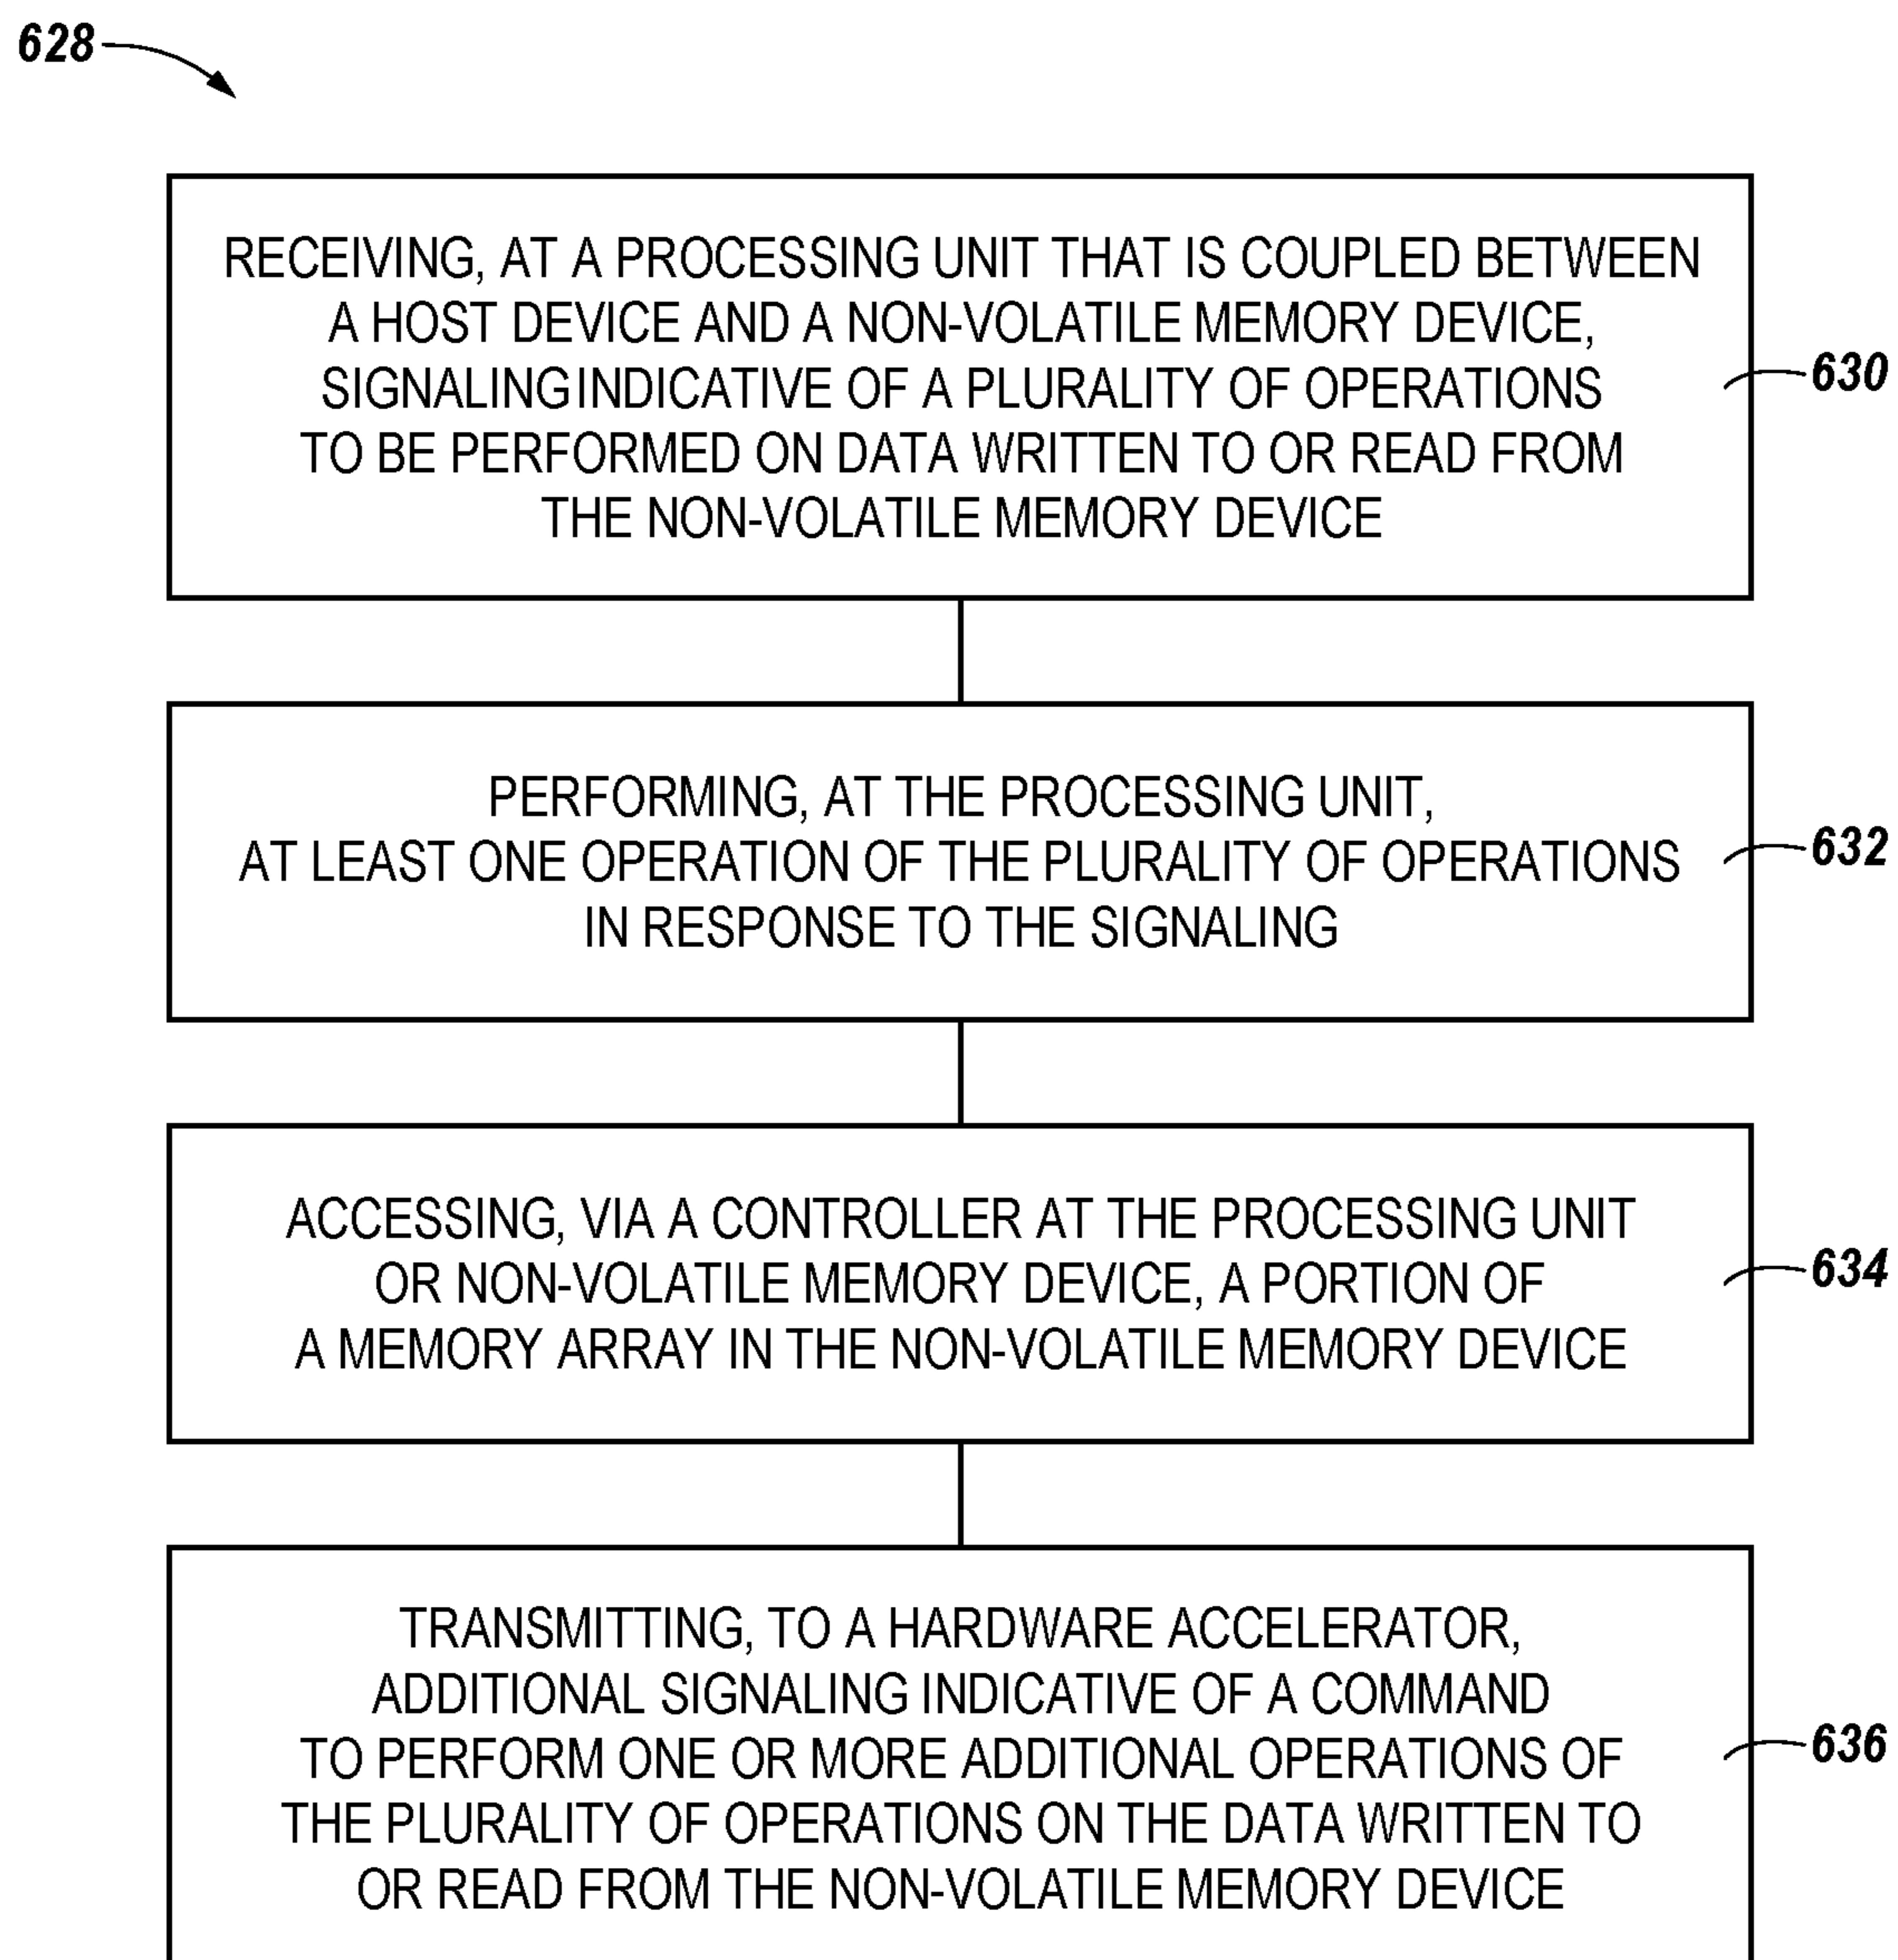 628
RECEIVING, AT A PROCESSING UNIT THAT IS COUPLED BETWEEN
A HOST DEVICE AND A NON-VOLATILE MEMORY DEVICE,
SIGNALING INDICATIVE OF A PLURALITY OF OPERATIONS
TO BE PERFORMED ON DATA WRITTEN TO OR READ FROM
THE NON-VOLATILE MEMORY DEVICE
630
PERFORMING, AT THE PROCESSING UNIT,
AT LEAST ONE OPERATION OF THE PLURALITY OF OPERATIONS
IN RESPONSE TO THE SIGNALING
632
ACCESSING, VIA A CONTROLLER AT THE PROCESSING UNIT
OR NON-VOLATILE MEMORY DEVICE, A PORTION OF
A MEMORY ARRAY IN THE NON-VOLATILE MEMORY DEVICE
634
TRANSMITTING, TO A HARDWARE ACCELERATOR,
ADDITIONAL SIGNALING INDICATIVE OF A COMMAND
TO PERFORM ONE OR MORE ADDITIONAL OPERATIONS OF
THE PLURALITY OF OPERATIONS ON THE DATA WRITTEN TO
OR READ FROM THE NON-VOLATILE MEMORY DEVICE
636